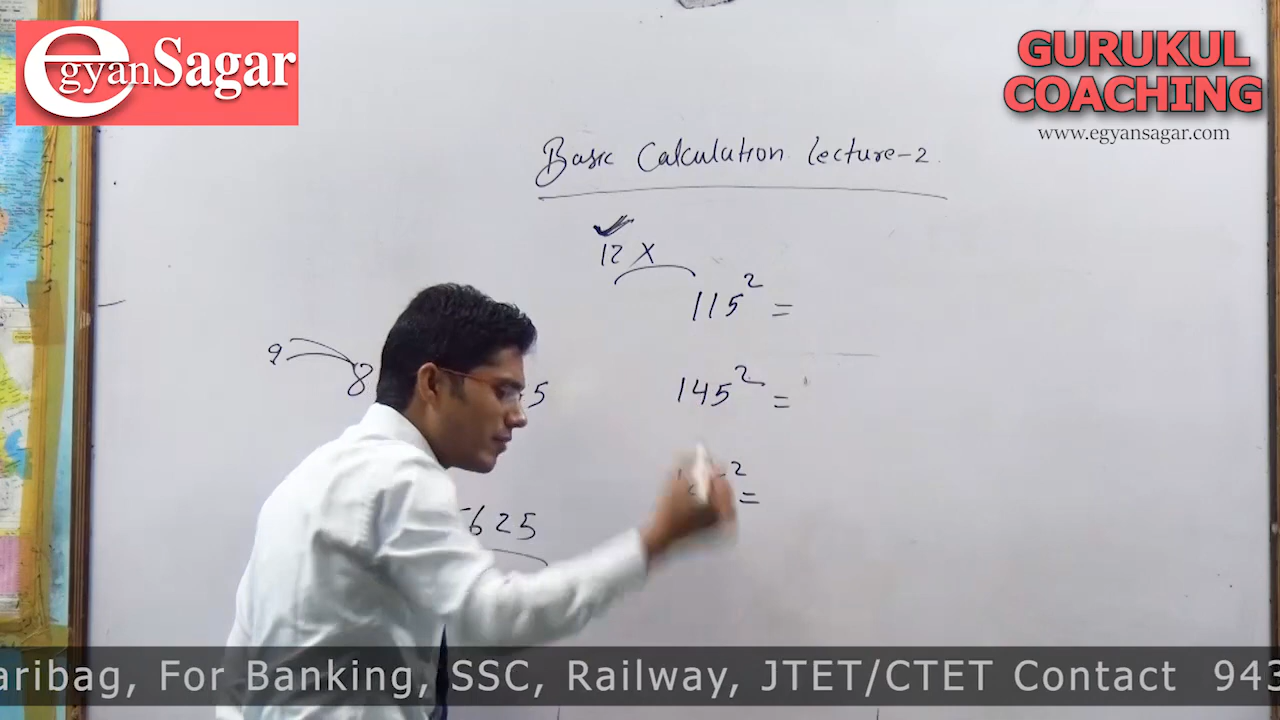 egyanSagar
GURUKUL
COACHING
www.egyansagar.com
Basic Calculation lecture-2.
12 X
115² =
9
8
5
145² =
² =
625
aribag, For Banking, SSC, Railway, JTET/CTET Contact 943